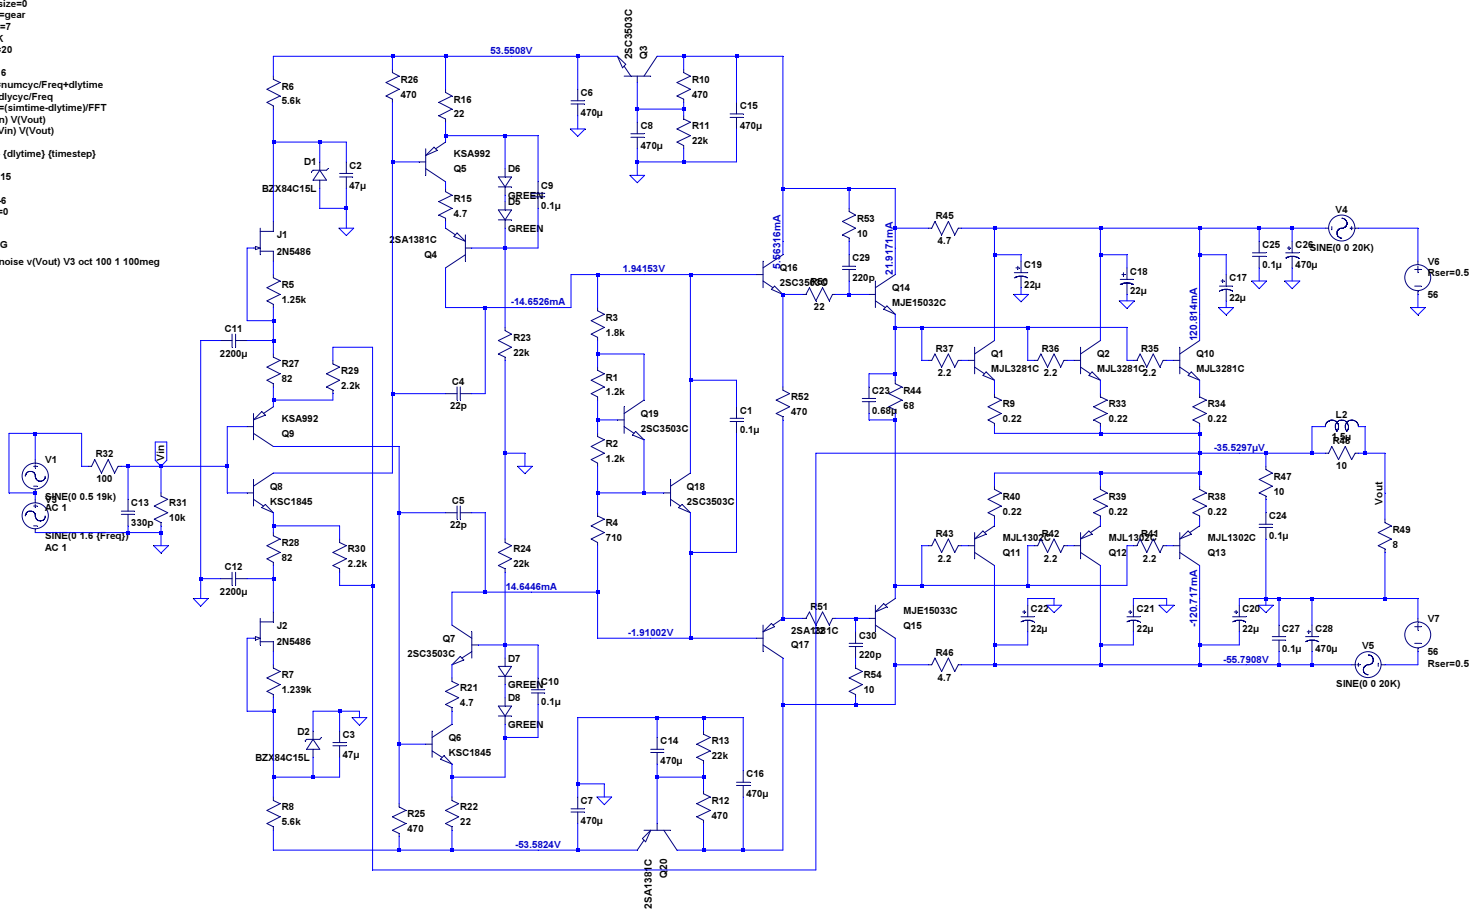 size=0
=gear
=7
K
=20
6
=numcyc/Freq+dlytime
dlycyc/Freq
=(simtime-dlytime)/FFT
n) V(Vout)
Vin) V(Vout)
{dlytime} {timestep}
15
-6
=0
G
noise v(Vout) V3 oct 100 1 100meg
53.5508V
2SC3503C
Q3
R6
5.6k
R26
470
R16
22
C6
470µ
R10
470
R11
22k
C8
470µ
C15
470µ
D1
BZX84C15L
C2
47µ
KSA992
Q5
D6
GREEN
D5
GREEN
C9
0.1µ
R15
4.7
2SA1381C
Q4
J1
2N5486
R5
1.25k
C11
2200µ
R27
82
R29
2.2k
KSA992
Q9
-14.6526mA
1.94153V
R23
22k
C4
22p
R3
1.8k
R1
1.2k
Q19
2SC3503C
R2
1.2k
C1
0.1µ
Q18
2SC3503C
R4
710
5.56316mA
Q16
2SC3503C
R50
22
R53
10
C29
220p
21.9171mA
Q14
MJE15032C
R45
4.7
C19
22µ
C18
22µ
C17
22µ
C25
0.1µ
C26
470µ
V4
SINE(0 0 20K)
V6
Rser=0.5
56
120.814mA
R37
2.2
Q1
MJL3281C
R36
2.2
Q2
MJL3281C
R35
2.2
Q10
MJL3281C
R9
0.22
R33
0.22
R34
0.22
C23
0.68µ
R44
68
R52
470
L2
1.5µ
R48
10
-35.5297µV
R47
10
C24
0.1µ
Vout
R49
8
V1
SINE(0 0.5 19k)
AC 1
V3
SINE(0 1.6 {Freq})
AC 1
R32
100
Vin
C13
330p
R31
10k
Q8
KSC1845
R28
82
R30
2.2k
C12
2200µ
C5
22p
R24
22k
14.6446mA
-1.91002V
J2
2N5486
R7
1.239k
D2
BZX84C15L
C3
47µ
R8
5.6k
Q7
2SC3503C
D7
GREEN
D8
GREEN
C10
0.1µ
R21
4.7
Q6
KSC1845
R25
470
R22
22
-53.5824V
C7
470µ
C14
470µ
R13
22k
R12
470
C16
470µ
2SA1381C
Q20
2SA1381C
Q17
R51
22
C30
220p
R54
10
MJE15033C
Q15
R46
4.7
R40
0.22
R39
0.22
R38
0.22
R43
2.2
MJL1302C
Q11
R42
2.2
MJL1302C
Q12
R41
2.2
MJL1302C
Q13
-120.717mA
C22
22µ
C21
22µ
C20
22µ
C27
0.1µ
C28
470µ
-55.7908V
V5
SINE(0 0 20K)
V7
56
Rser=0.5